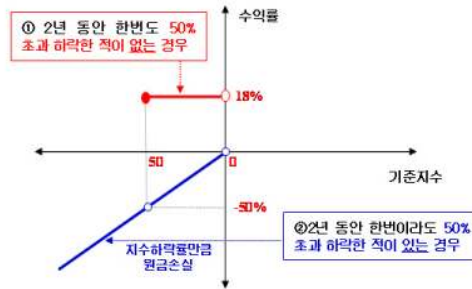 수익률
① 2년 동안 한번도 50%
초과 하락한 적이 없는 경우
18%
50
0
기준지수
-50%
지수하락률만큼
원금손실
②2년 동안 한번이라도 50%
초과 하락한 적이 있는 경우